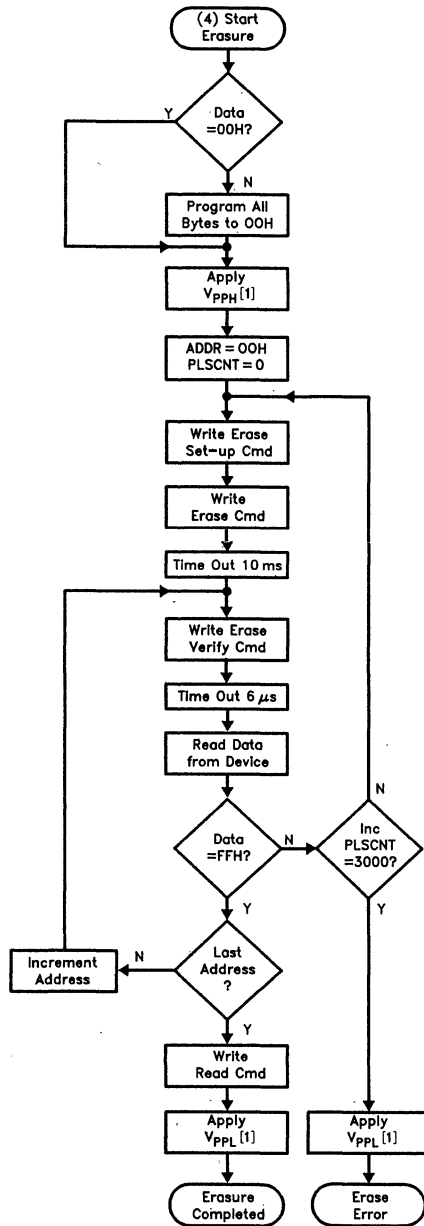 (4) Start
Erasure
Y
Data
=00H?
N
Program All
Bytes to 00H
Apply
VPPH[1]
ADDR = 00H
PLSCNT = 0
Write Erase
Set-up Cmd
Write
Erase Cmd
Time Out 10 ms
Write Erase
Verify Cmd
Time Out 6 μs
Read Data
from Device
N
Data
=FFH?
N
Inc
PLSCNT
=3000?
Y
Y
Increment
Address
N
Last
Address
?
Y
Write
Read Cmd
Apply
VPPL[1]
Apply
VPPL[1]
Erasure
Completed
Erase
Error